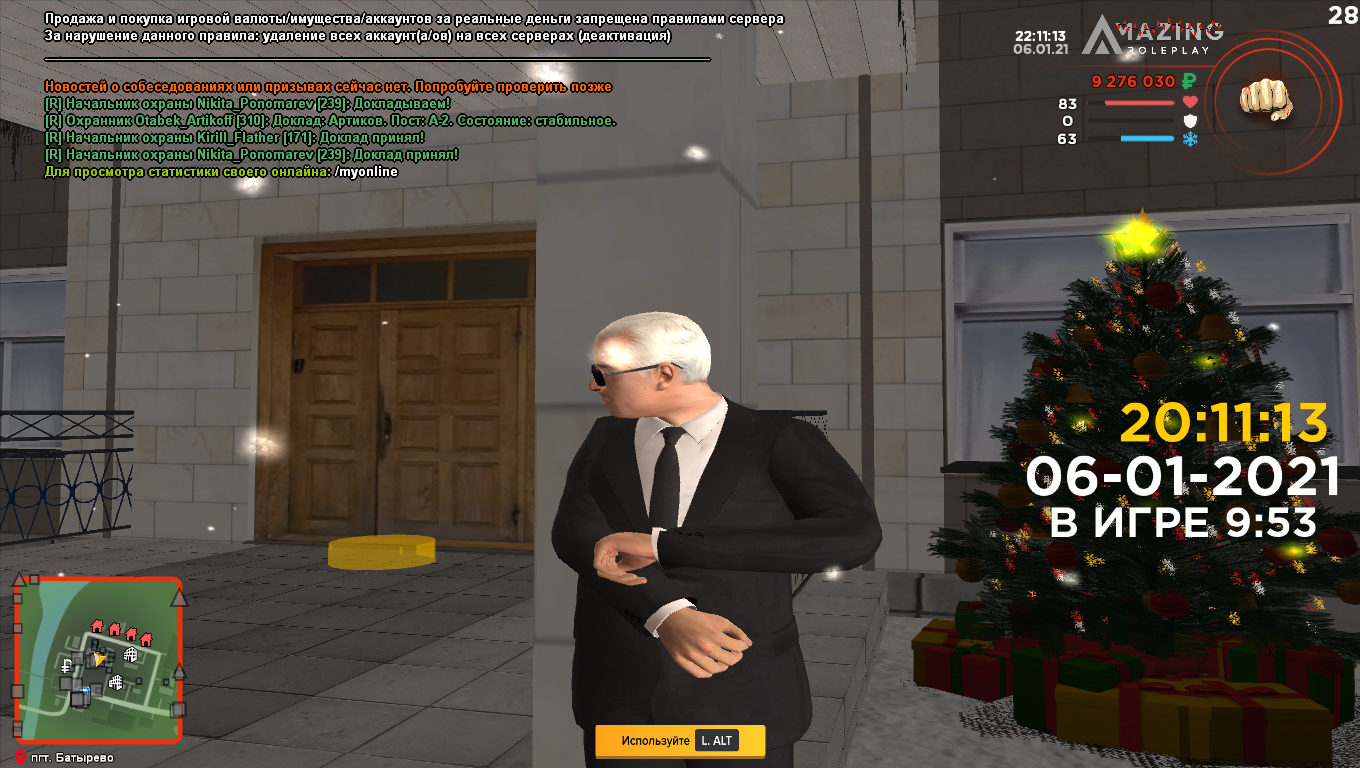 Продажа и покупка игровой валюты/имущества/аккаунтов за реальные деньги запрещена правилами сервера
За нарушение данного правила: удаление всех аккаунт(а/ов) на всех серверах (деактивация)
Новостей о собеседованиях или призывах сейчас нет. Попробуйте проверить позже
[R] Начальник охраны Nikita_Ponomarev [239]: Докладываем!
[R] Охранник Otabek_Artikoff [310]: Доклад: Артиков. Пост: А-2. Состояние: стабильное.
[R] Начальник охраны Kirill_Flather [171]: Доклад принял!
[R] Начальник охраны Nikita_Ponomarev [239]: Доклад принял!
Для просмотра статистики своего онлайна: /myonline
28
22:11:13
06.01.21
AMAZING
ROLEPLAY
9 276 030 ₽
83
0
63
20:11:13
06-01-2021
В ИГРЕ 9:53
Используйте L. ALT
пгт. Батырево